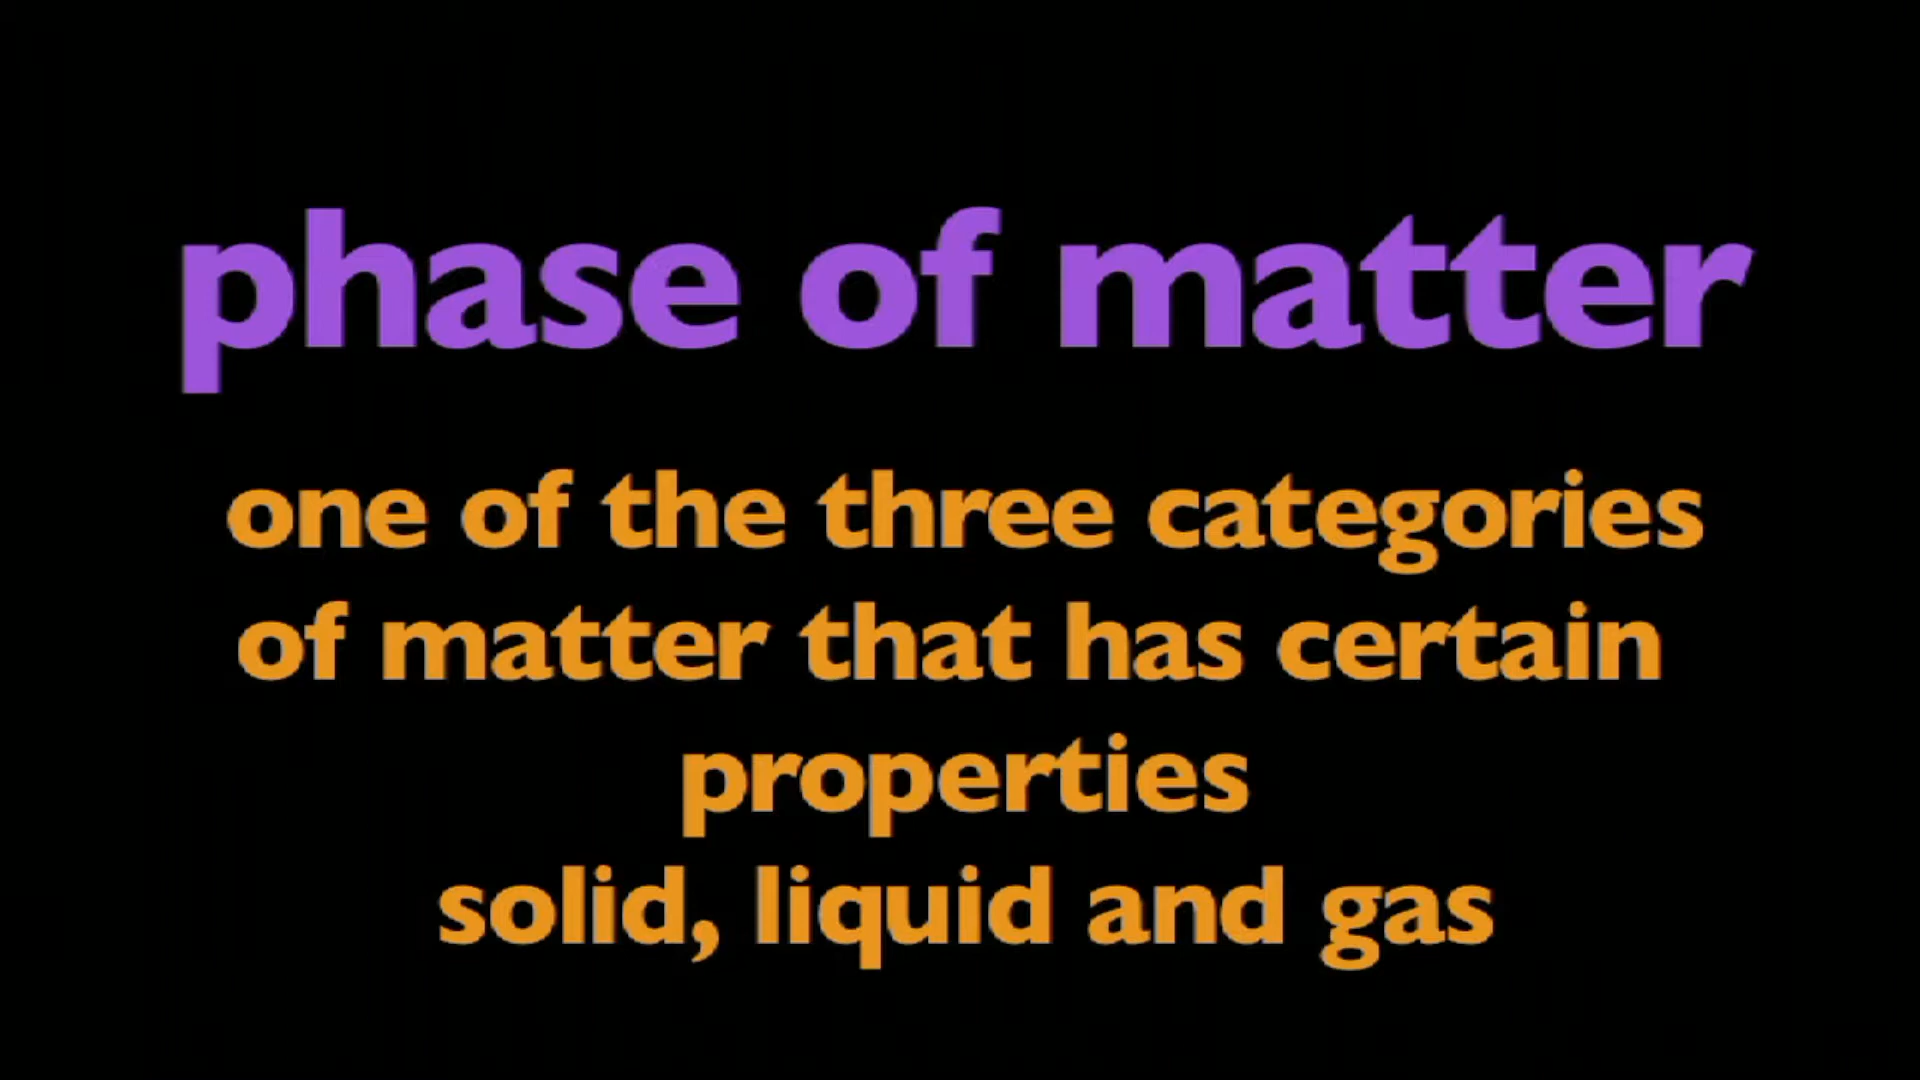 phase of matter
one of the three categories
of matter that has certain
properties
solid, liquid and gas